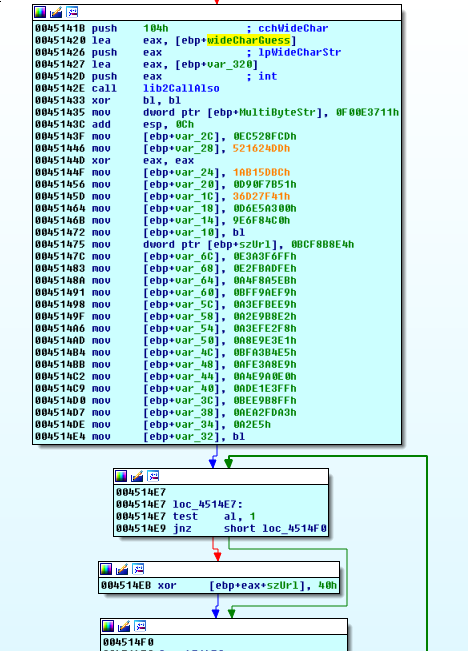 0045141B push 104h ; cchWideChar
00451420 lea eax, [ebp+wideCharGuess]
00451426 push eax ; lpWideCharStr
00451427 lea eax, [ebp+var_320]
0045142D push eax ; int
0045142E call lib2CallAlso
00451433 xor bl, bl
00451435 mov dword ptr [ebp+MultiByteStr], 0F00E3711h
0045143C add esp, 0Ch
0045143F mov [ebp+var_2C], 0EC528FCDh
00451446 mov [ebp+var_28], 521624DDh
0045144D xor eax, eax
0045144F mov [ebp+var_24], 1AB15DBCh
00451456 mov [ebp+var_20], 0D90F7B51h
0045145D mov [ebp+var_1C], 36D27F41h
00451464 mov [ebp+var_18], 0D6E5A300h
0045146B mov [ebp+var_14], 9E6F84C0h
00451472 mov [ebp+var_10], bl
00451475 mov dword ptr [ebp+szUrl], 0BCF8B8E4h
0045147C mov [ebp+var_6C], 0E3A3F6FFh
00451483 mov [ebp+var_68], 0E2FBADFEh
0045148A mov [ebp+var_64], 0A4F8A5EBh
00451491 mov [ebp+var_60], 0BFF9AEF9h
00451498 mov [ebp+var_5C], 0A3EFBEE9h
0045149F mov [ebp+var_58], 0A2E9B8E2h
004514A6 mov [ebp+var_54], 0A3EFE2F8h
004514AD mov [ebp+var_50], 0A8E9E3E1h
004514B4 mov [ebp+var_4C], 0BFA3B4E5h
004514BB mov [ebp+var_48], 0AFE3A8E9h
004514C2 mov [ebp+var_44], 0A4E9A0E0h
004514C9 mov [ebp+var_40], 0ADE1E3FFh
004514D0 mov [ebp+var_3C], 0BEE9B8FFh
004514D7 mov [ebp+var_38], 0AEA2FDA3h
004514DE mov [ebp+var_34], 0A2E5h
004514E4 mov [ebp+var_32], bl
004514E7
004514E7 loc_4514E7:
004514E7 test al, 1
004514E9 jnz short loc_4514F0
004514EB xor [ebp+eax+szUrl], 40h
004514F0